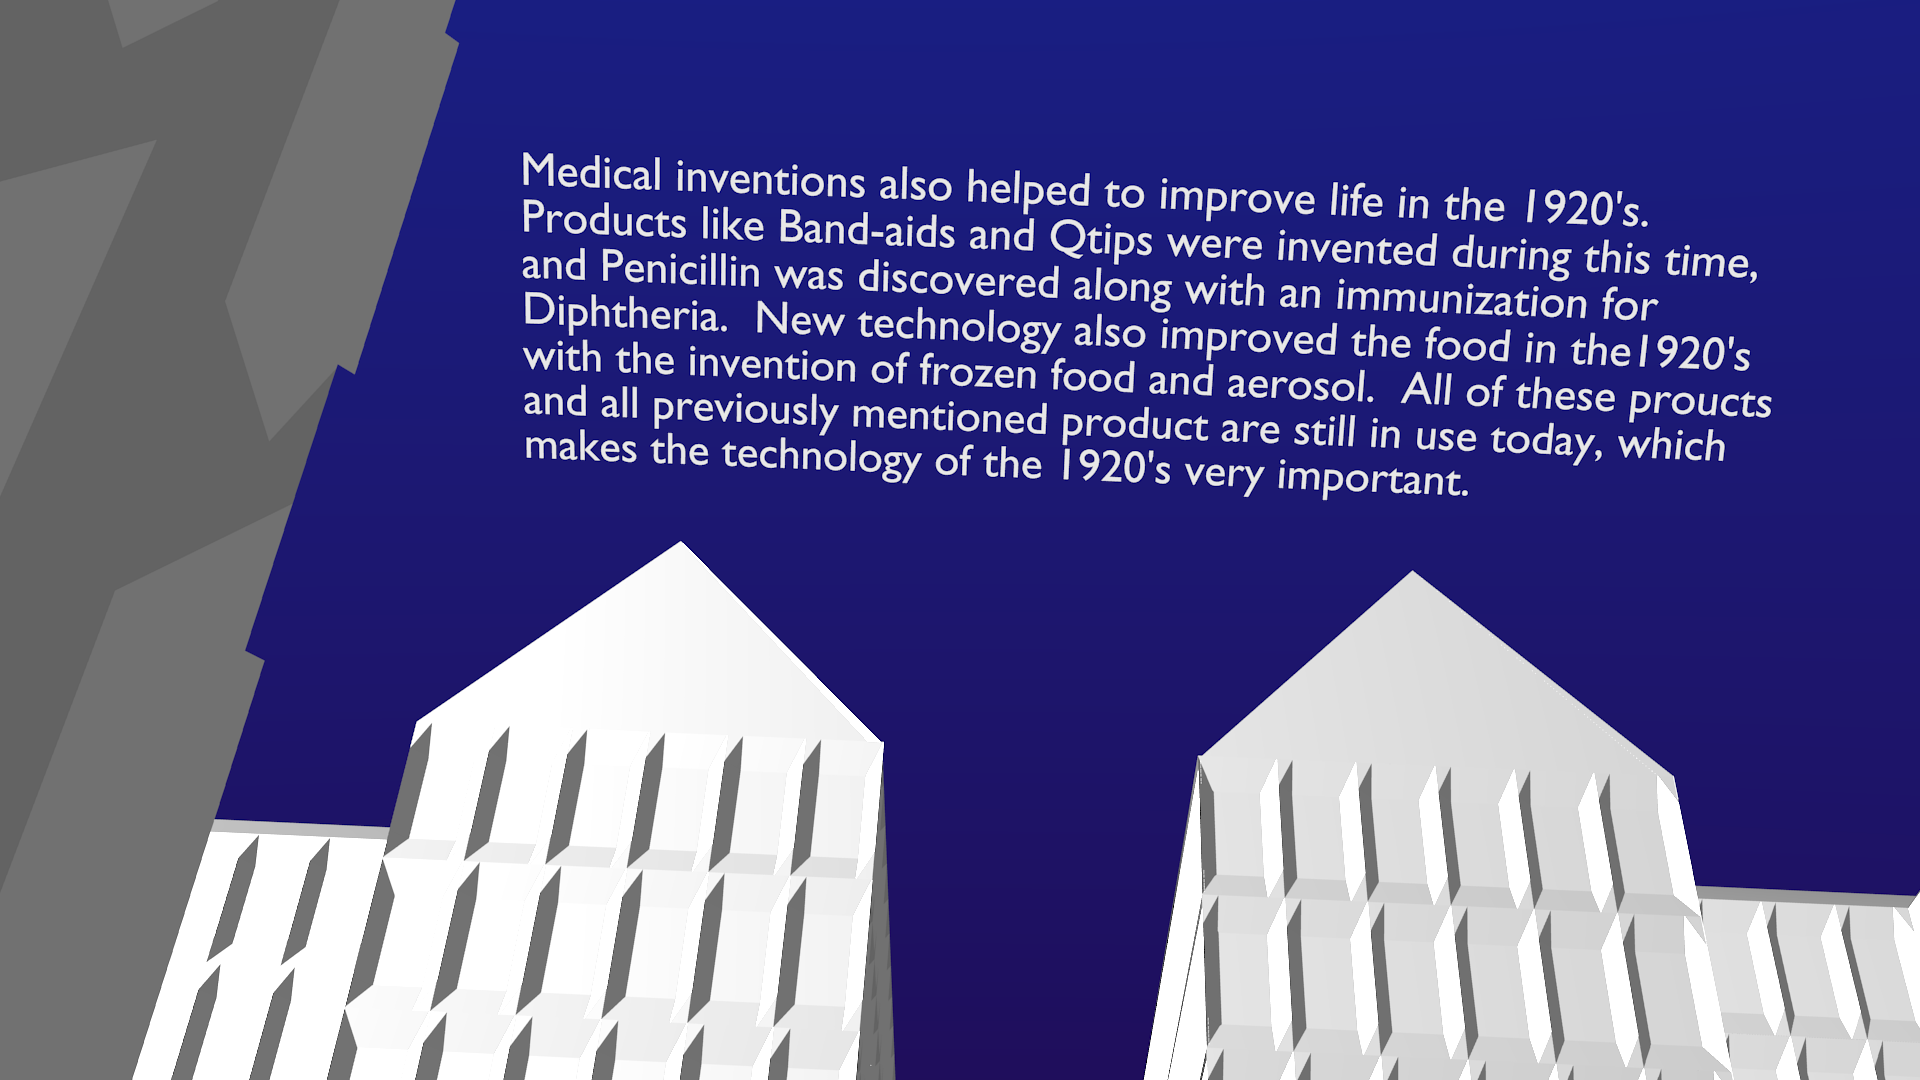 Medical inventions also helped to improve life in the 1920's.
Products like Band-aids and Qtips were invented during this time,
and Penicillin was discovered along with an immunization for
Diphtheria.  New technology also improved the food in the1920's
with the invention of frozen food and aerosol.  All of these proucts
and all previously mentioned product are still in use today, which
makes the technology of the 1920's very important.